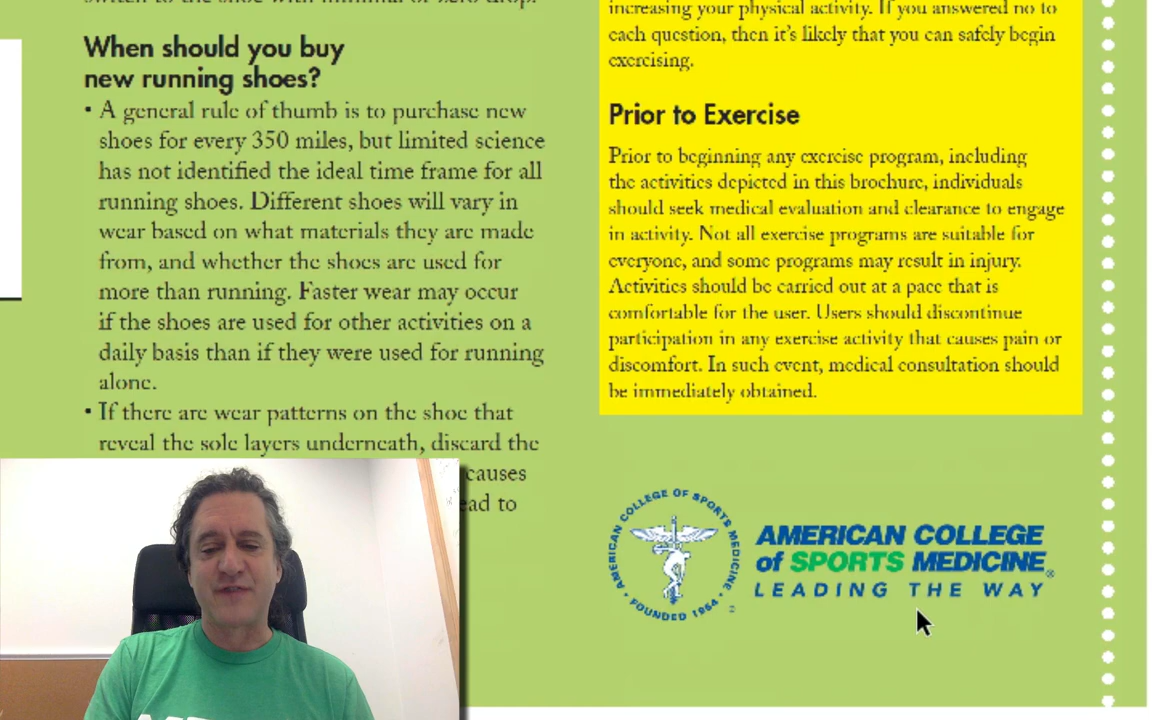 switch to the shoe with minimal or zero drop.
When should you buy
new running shoes?
• A general rule of thumb is to purchase new
shoes for every 350 miles, but limited science
has not identified the ideal time frame for all
running shoes. Different shoes will vary in
wear based on what materials they are made
from, and whether the shoes are used for
more than running. Faster wear may occur
if the shoes are used for other activities on a
daily basis than if they were used for running
alone.
• If there are wear patterns on the shoe that
reveal the sole layers underneath, discard the
causes
ead to
increasing your physical activity. If you answered no to
each question, then it's likely that you can safely begin
exercising.
Prior to Exercise
Prior to beginning any exercise program, including
the activities depicted in this brochure, individuals
should seek medical evaluation and clearance to engage
in activity. Not all exercise programs are suitable for
everyone, and some programs may result in injury.
Activities should be carried out at a pace that is
comfortable for the user. Users should discontinue
participation in any exercise activity that causes pain or
discomfort. In such event, medical consultation should
be immediately obtained.
AMERICAN COLLEGE OF SPORTS MEDICINE
• FOUNDED 1954 •
AMERICAN COLLEGE
of SPORTS MEDICINE®
LEADING THE WAY